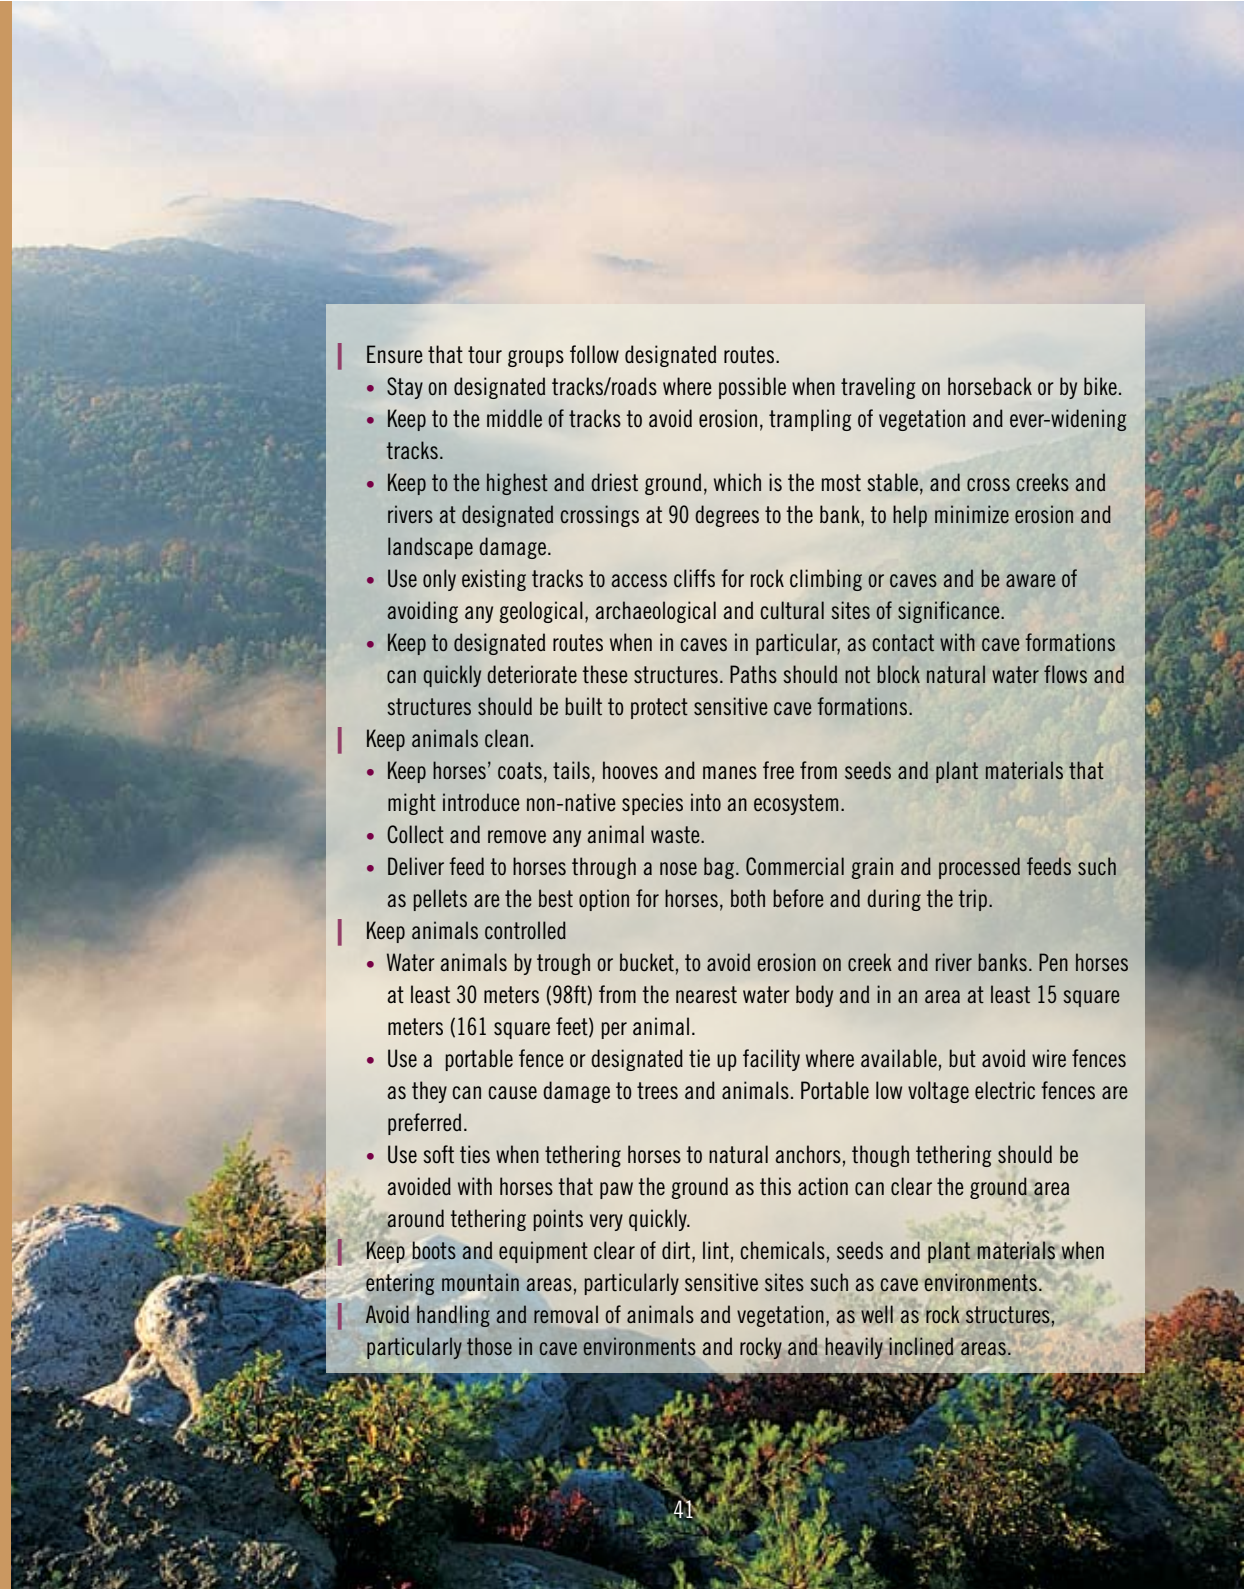 Ensure that tour groups follow designated routes.
• Stay on designated tracks/roads where possible when traveling on horseback or by bike.
• Keep to the middle of tracks to avoid erosion, trampling of vegetation and ever-widening
tracks.
• Keep to the highest and driest ground, which is the most stable, and cross creeks and
rivers at designated crossings at 90 degrees to the bank, to help minimize erosion and
landscape damage.
• Use only existing tracks to access cliffs for rock climbing or caves and be aware of
avoiding any geological, archaeological and cultural sites of significance.
• Keep to designated routes when in caves in particular, as contact with cave formations
can quickly deteriorate these structures. Paths should not block natural water flows and
structures should be built to protect sensitive cave formations.
Keep animals clean.
• Keep horses’ coats, tails, hooves and manes free from seeds and plant materials that
might introduce non-native species into an ecosystem.
• Collect and remove any animal waste.
• Deliver feed to horses through a nose bag. Commercial grain and processed feeds such
as pellets are the best option for horses, both before and during the trip.
Keep animals controlled
• Water animals by trough or bucket, to avoid erosion on creek and river banks. Pen horses
at least 30 meters (98ft) from the nearest water body and in an area at least 15 square
meters (161 square feet) per animal.
• Use a portable fence or designated tie up facility where available, but avoid wire fences
as they can cause damage to trees and animals. Portable low voltage electric fences are
preferred.
• Use soft ties when tethering horses to natural anchors, though tethering should be
avoided with horses that paw the ground as this action can clear the ground area
around tethering points very quickly.
Keep boots and equipment clear of dirt, lint, chemicals, seeds and plant materials when
entering mountain areas, particularly sensitive sites such as cave environments.
Avoid handling and removal of animals and vegetation, as well as rock structures,
particularly those in cave environments and rocky and heavily inclined areas.
41